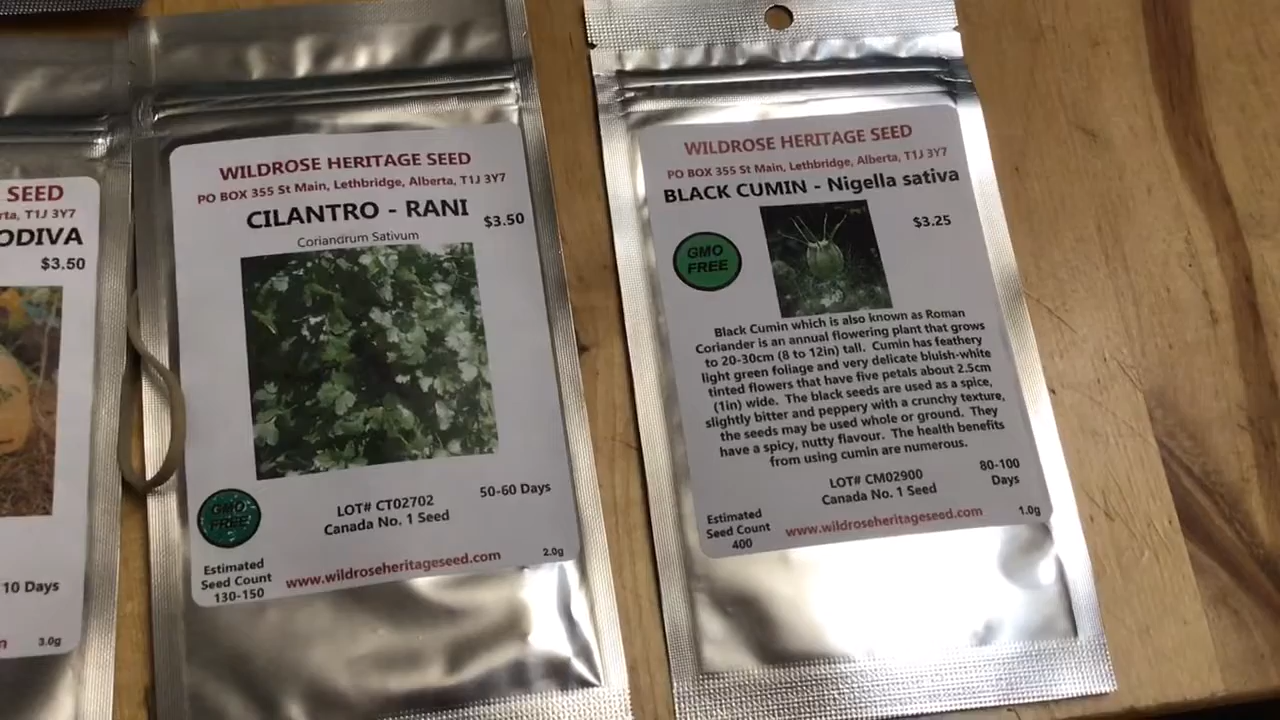 SEED
rta, T1J 3Y7
ODIVA
$3.50
10 Days
3.0g
WILDROSE HERITAGE SEED
PO BOX 355 St Main, Lethbridge, Alberta, T1J 3Y7
CILANTRO - RANI
$3.50
Coriandrum Sativum
LOT# CT02702
50-60 Days
Canada No. 1 Seed
GMO
FREE
Estimated
Seed Count
130-150
www.wildroseheritageseed.com
2.0g
WILDROSE HERITAGE SEED
PO BOX 355 St Main, Lethbridge, Alberta, T1J 3Y7
BLACK CUMIN - Nigella sativa
$3.25
GMO
FREE
Black Cumin which is also known as Roman
Coriander is an annual flowering plant that grows
to 20-30cm (8 to 12in) tall. Cumin has feathery
light green foliage and very delicate bluish-white
tinted flowers that have five petals about 2.5cm
(1in) wide. The black seeds are used as a spice,
slightly bitter and peppery with a crunchy texture,
the seeds may be used whole or ground. They
have a spicy, nutty flavour. The health benefits
from using cumin are numerous.
LOT# CM02900
Canada No. 1 Seed
80-100
Days
Estimated
Seed Count
400
www.wildroseheritageseed.com
1.0g